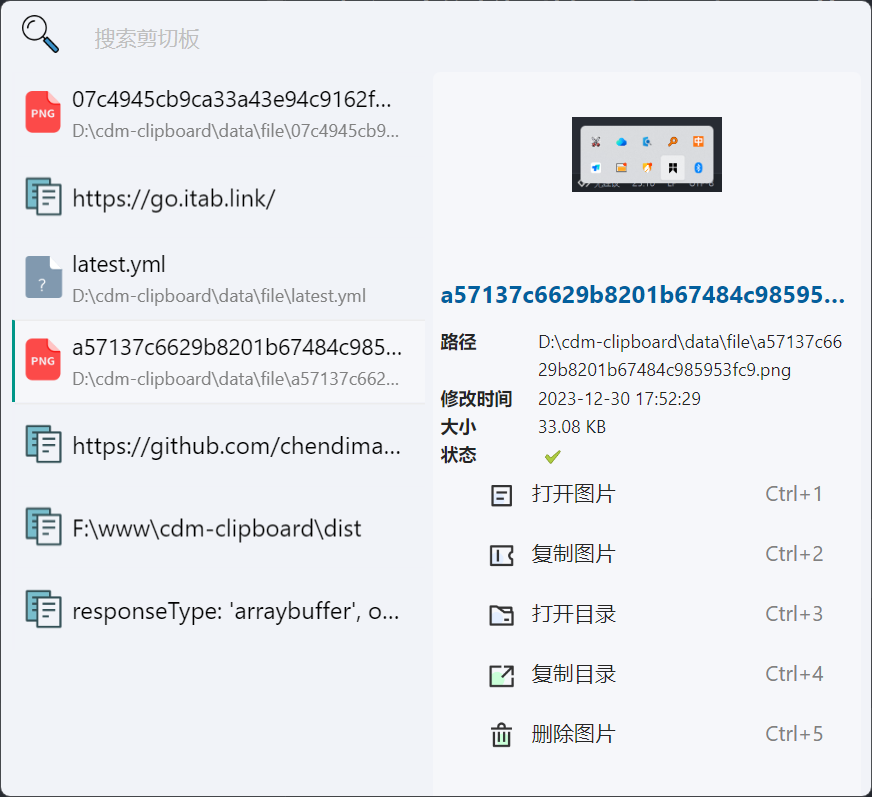 搜索剪切板
PNG
07c4945cb9ca33a43e94c9162f...
D:\cdm-clipboard\data\file\07c4945cb9...
https://go.itab.link/
?
latest.yml
D:\cdm-clipboard\data\file\latest.yml
PNG
a57137c6629b8201b67484c985...
D:\cdm-clipboard\data\file\a57137c662...
https://github.com/chendima...
F:\www\cdm-clipboard\dist
responseType: 'arraybuffer', o...
a57137c6629b8201b67484c98595...
路径 D:\cdm-clipboard\data\file\a57137c66
29b8201b67484c985953fc9.png
修改时间 2023-12-30 17:52:29
大小 33.08 KB
状态
打开图片 Ctrl+1
复制图片 Ctrl+2
打开目录 Ctrl+3
复制目录 Ctrl+4
删除图片 Ctrl+5